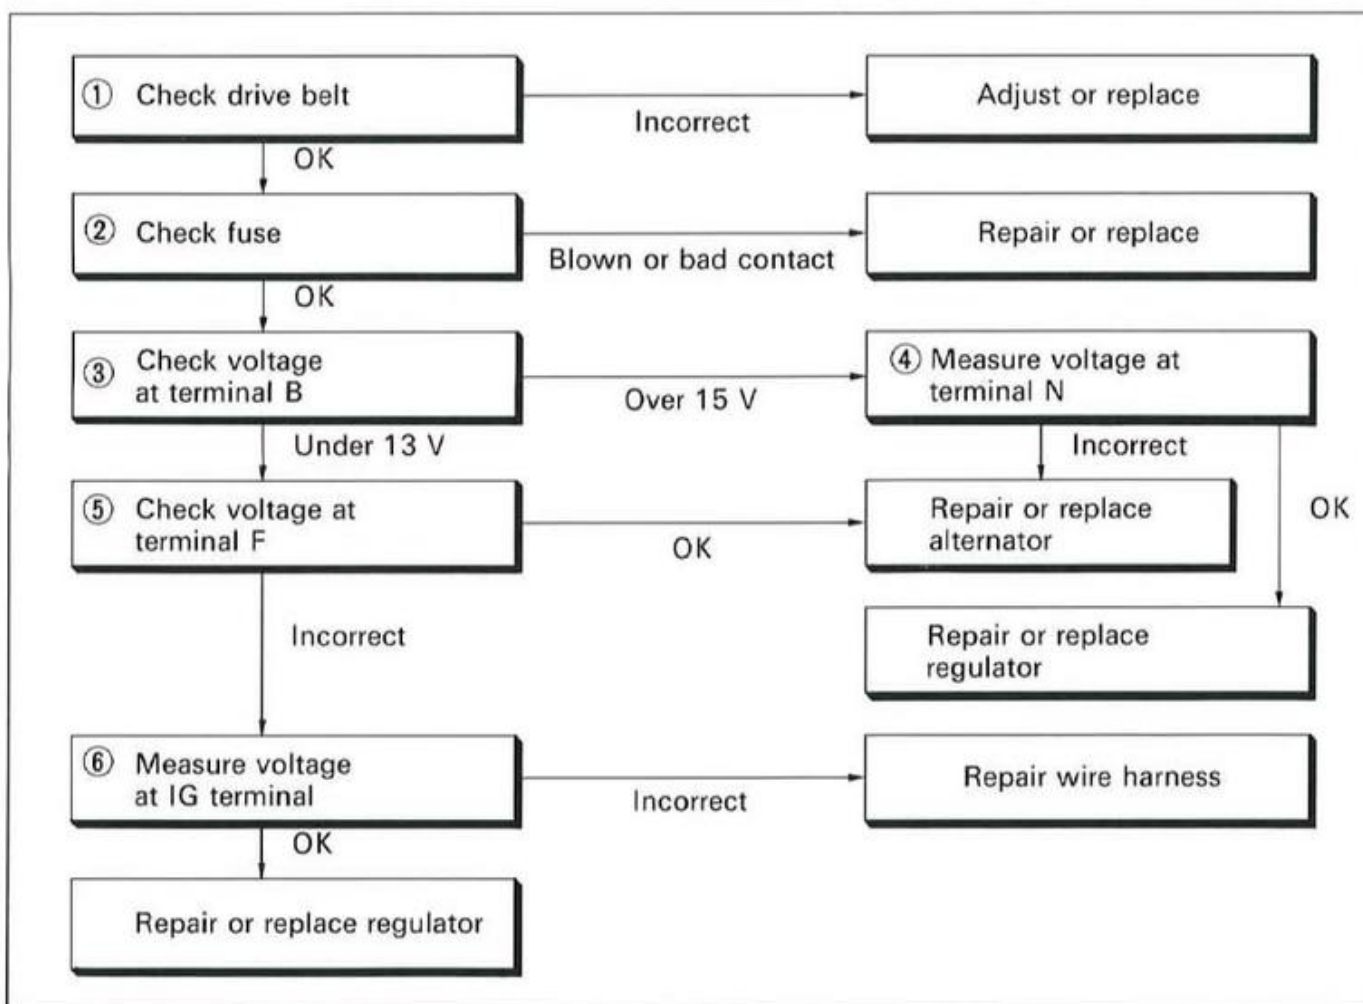 ① Check drive belt
Incorrect
Adjust or replace
OK
② Check fuse
Blown or bad contact
Repair or replace
OK
③ Check voltage
at terminal B
Over 15 V
④ Measure voltage at
terminal N
Under 13 V
Incorrect
OK
⑤ Check voltage at
terminal F
OK
Repair or replace
alternator
Incorrect
Repair or replace
regulator
⑥ Measure voltage
at IG terminal
Incorrect
Repair wire harness
OK
Repair or replace regulator